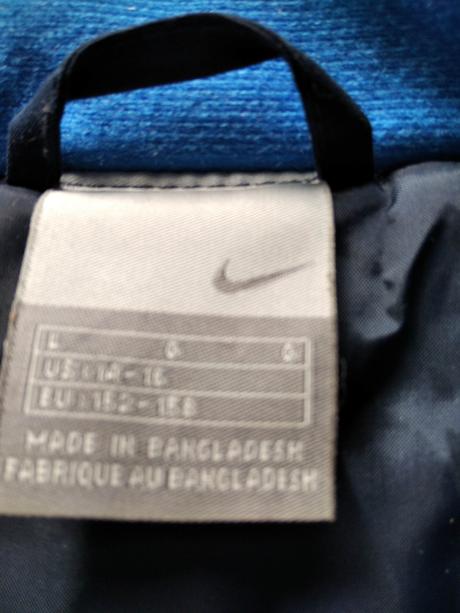 L G G
US: 14-16
EU: 152-158
MADE IN BANGLADESH
FABRIQUE AU BANGLADESH